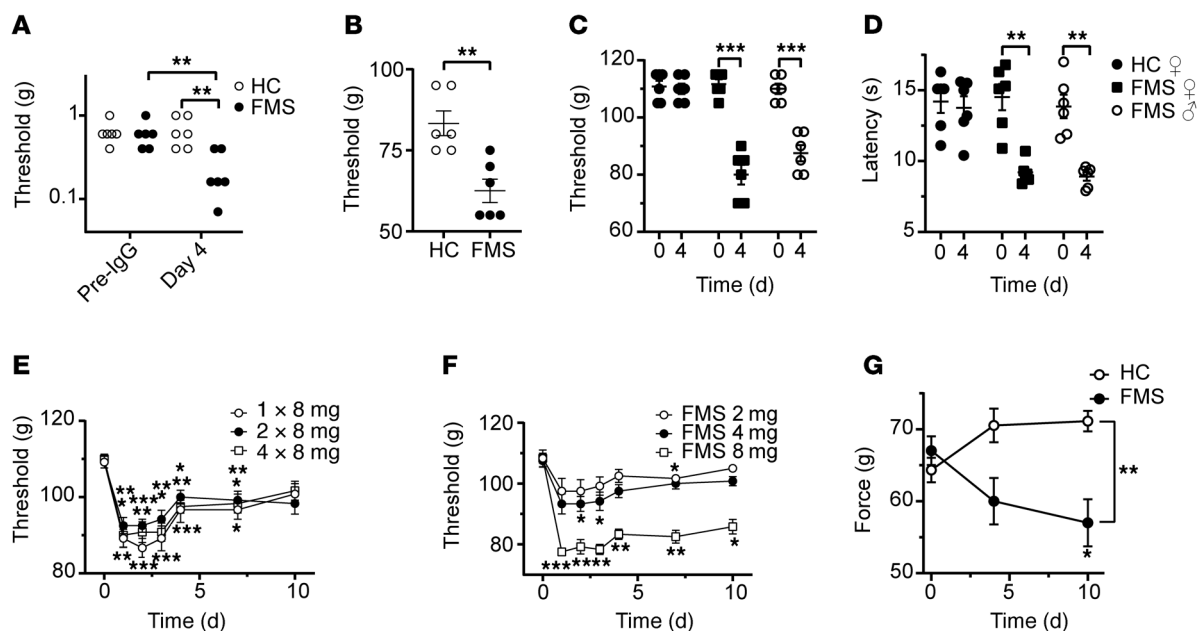 A
Threshold (g)
1
0.1
Pre-IgG
Day 4
**
**
HC
FMS
B
Threshold (g)
100
75
50
HC
FMS
**
C
Threshold (g)
120
100
80
60
0 4 0 4 0 4
Time (d)
***
***
D
Latency (s)
15
10
5
0 4 0 4 0 4
Time (d)
**
**
HC ♀
FMS ♀
FMS ♂
E
Threshold (g)
120
100
80
0 5 10
Time (d)
1 × 8 mg
2 × 8 mg
4 × 8 mg
**
*
***
**
**
*
*
**
**
*
**
***
***
***
*
F
Threshold (g)
120
100
80
0 5 10
Time (d)
FMS 2 mg
FMS 4 mg
FMS 8 mg
*
*
*
***
****
**
**
*
G
Force (g)
70
60
50
0 5 10
Time (d)
HC
FMS
**
*